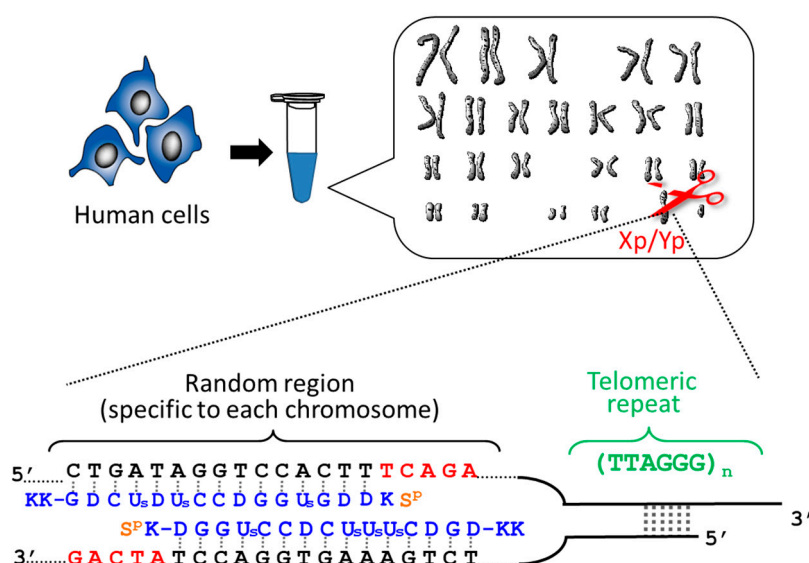 Human cells
Xp/Yp
Random region
(specific to each chromosome)
Telomeric
repeat
(TTAGGG)n
5′ CTGATAGGTCCACTTTCAGA
KK-GDCUsDUsCCDGGUsGDDKSP
3′
SPK-DGGUsCCDCUsUsUsCDGD-KK
5′
3′ GACTATCCAGGTGAAAGTCT